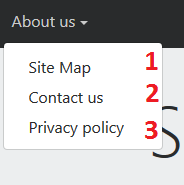 About us
Site Map 1
Contact us 2
Privacy policy 3
S